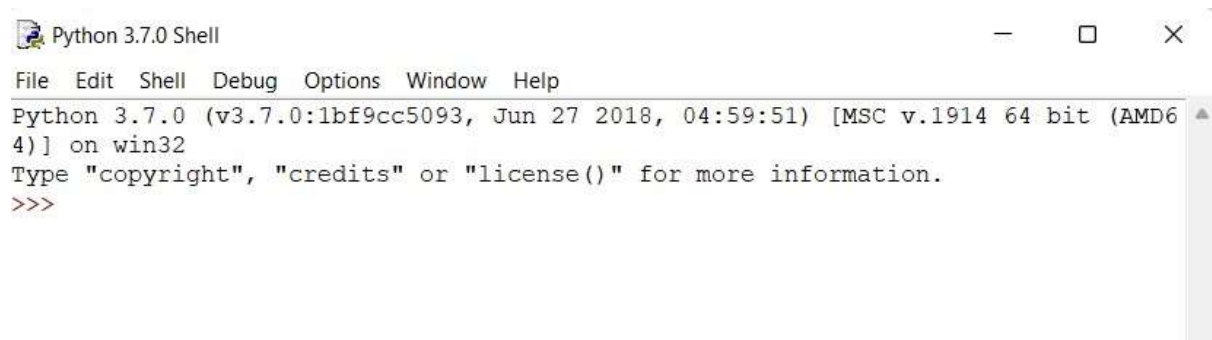 Python 3.7.0 Shell
File Edit Shell Debug Options Window Help
Python 3.7.0 (v3.7.0:1bf9cc5093, Jun 27 2018, 04:59:51) [MSC v.1914 64 bit (AMD6
4)] on win32
Type "copyright", "credits" or "license()" for more information.
>>>